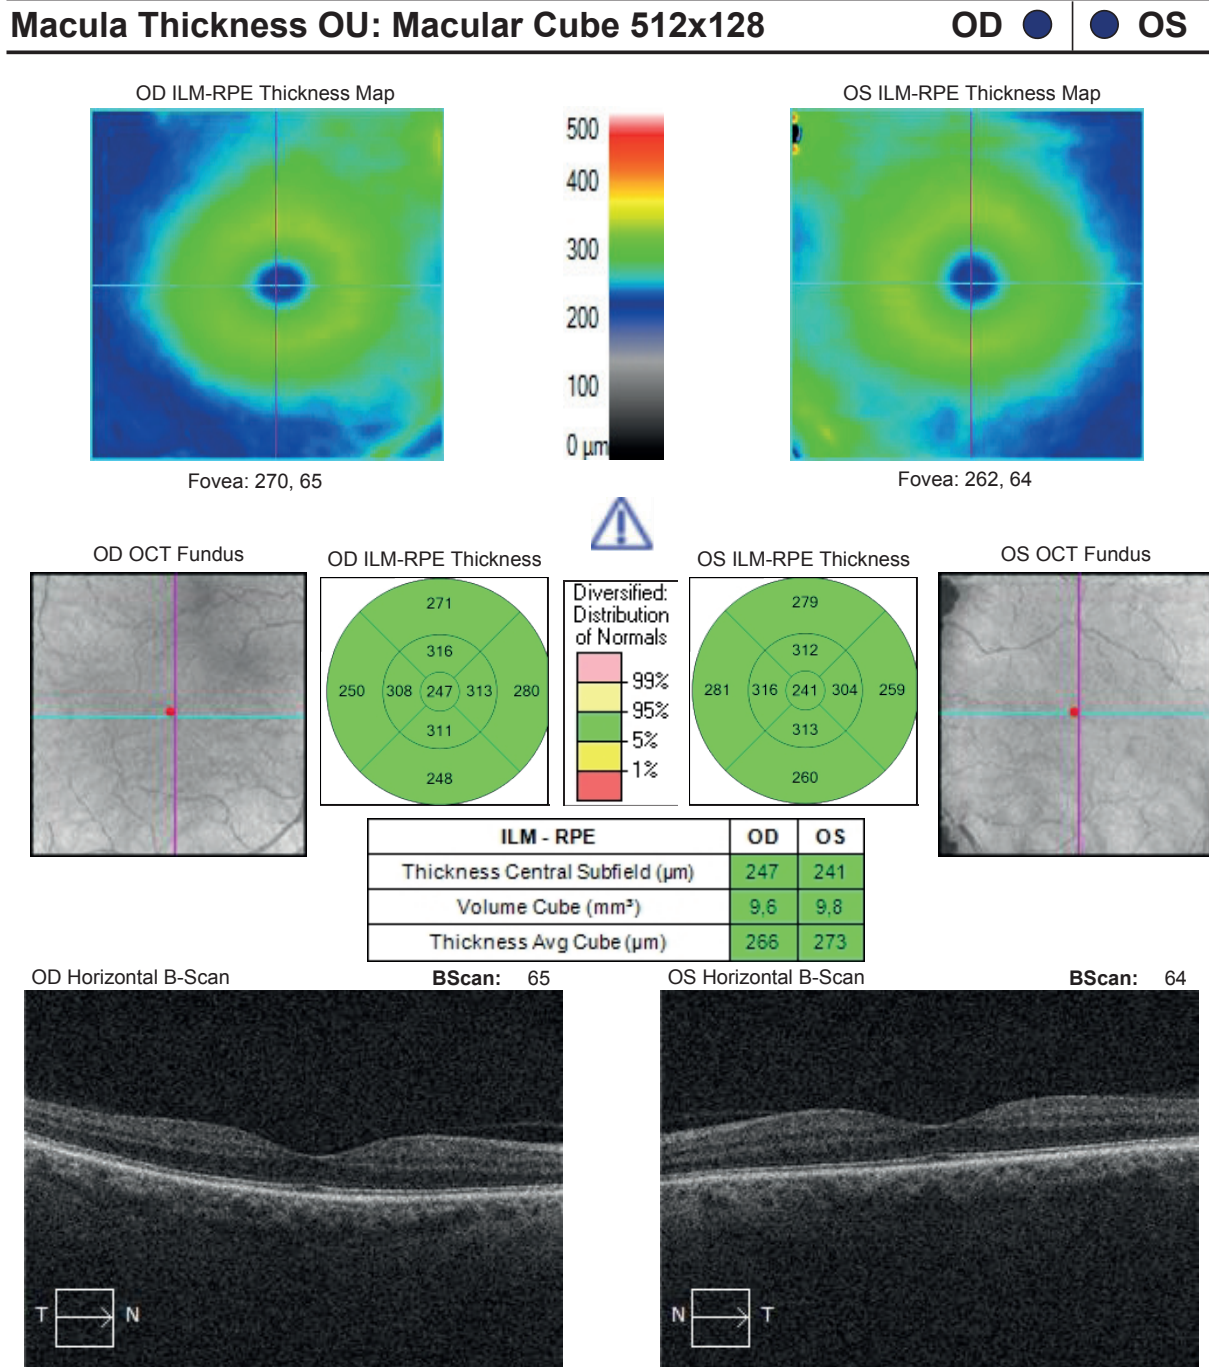 Macula Thickness OU: Macular Cube 512x128
OD OS
OD ILM-RPE Thickness Map
OS ILM-RPE Thickness Map
500
400
300
200
100
0 µm
Fovea: 270, 65
Fovea: 262, 64
OD OCT Fundus
OD ILM-RPE Thickness
OS ILM-RPE Thickness
OS OCT Fundus
271
316
250 308 247 313 280
311
248
Diversified:
Distribution
of Normals
99%
95%
5%
1%
279
312
281 316 241 304 259
313
260
ILM - RPE OD OS
Thickness Central Subfield (µm) 247 241
Volume Cube (mm³) 9,6 9,8
Thickness Avg Cube (µm) 266 273
OD Horizontal B-Scan BScan: 65
OS Horizontal B-Scan BScan: 64
T N
N T